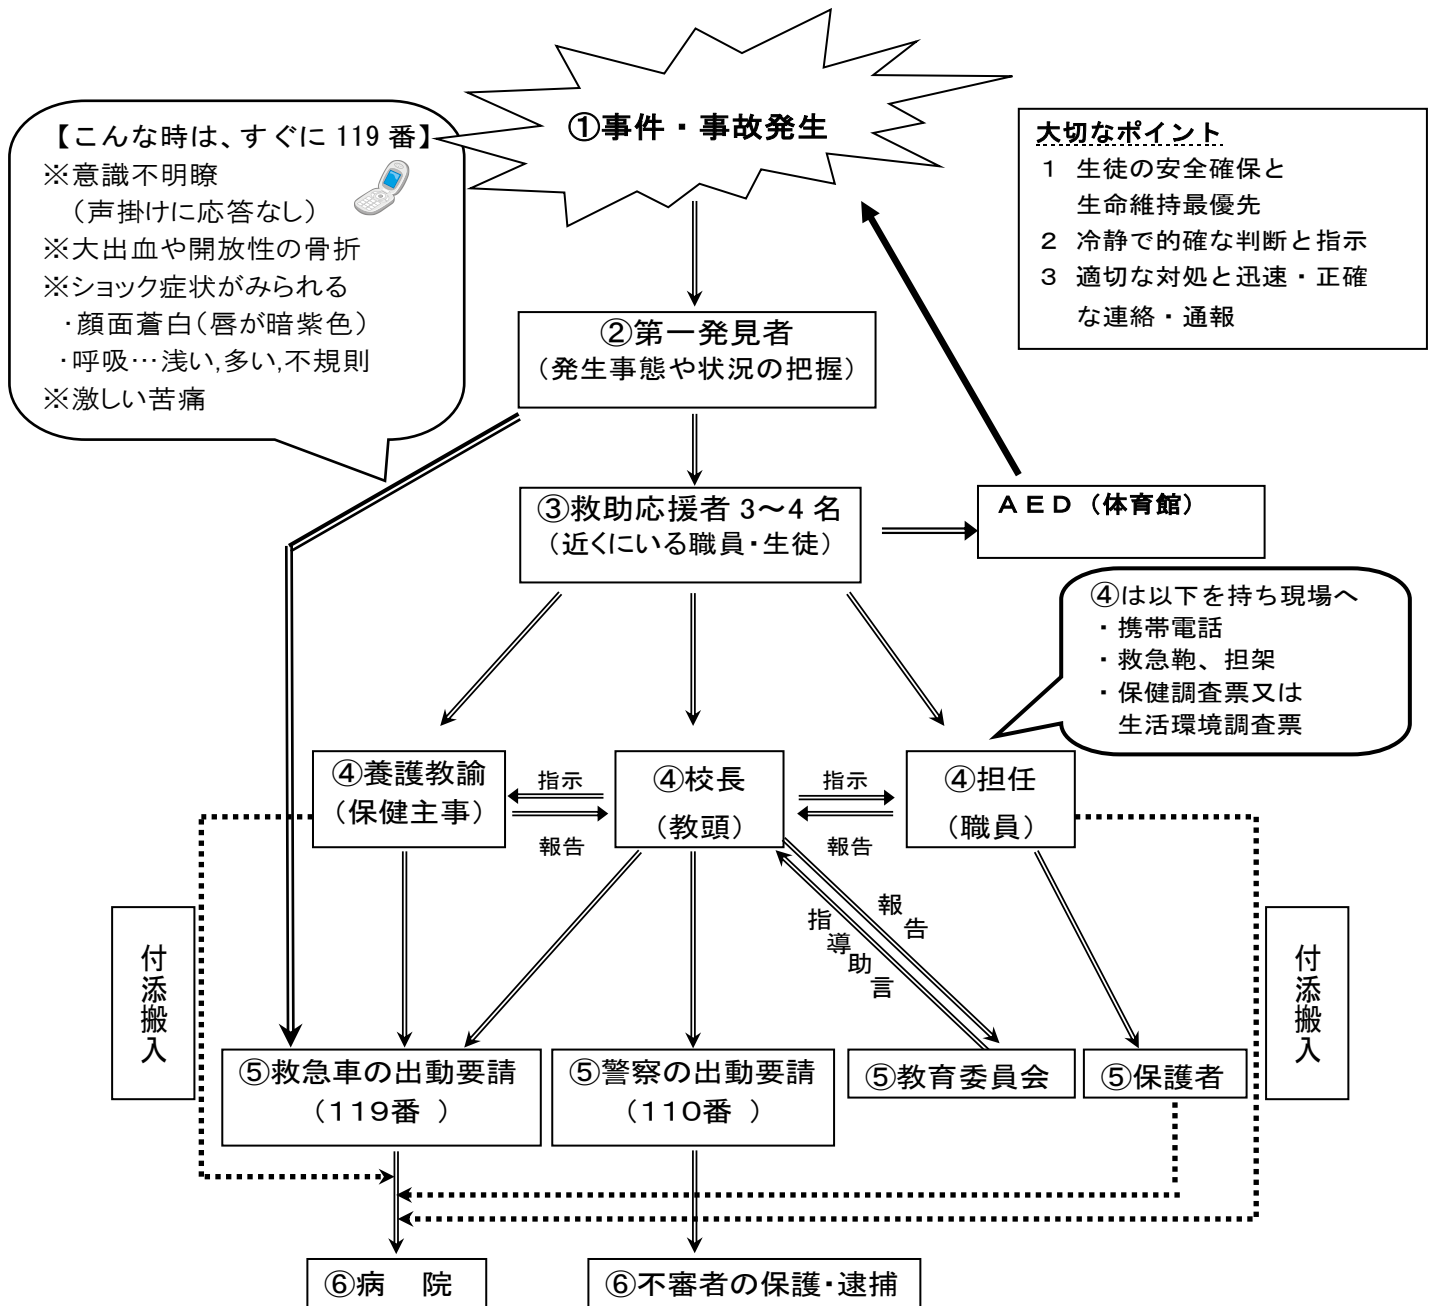 ①事件・事故発生
【こんな時は、すぐに 119 番】
※意識不明瞭
（声掛けに応答なし）
※大出血や開放性の骨折
※ショック症状がみられる
・顔面蒼白（唇が暗紫色）
・呼吸…浅い,多い,不規則
※激しい苦痛
大切なポイント
1 生徒の安全確保と
生命維持最優先
2 冷静で的確な判断と指示
3 適切な対処と迅速・正確
な連絡・通報
②第一発見者
（発生事態や状況の把握）
③救助応援者 3～4 名
（近くにいる職員・生徒）
ＡＥＤ（体育館）
④は以下を持ち現場へ
・携帯電話
・救急鞄、担架
・保健調査票又は
生活環境調査票
④養護教諭
（保健主事）
指示
報告
④校長
（教頭）
指示
報告
④担任
（職員）
報告
指導助言
付添搬入
付添搬入
⑤救急車の出動要請
（119番 ）
⑤警察の出動要請
（110番 ）
⑤教育委員会
⑤保護者
⑥病　院
⑥不審者の保護・逮捕